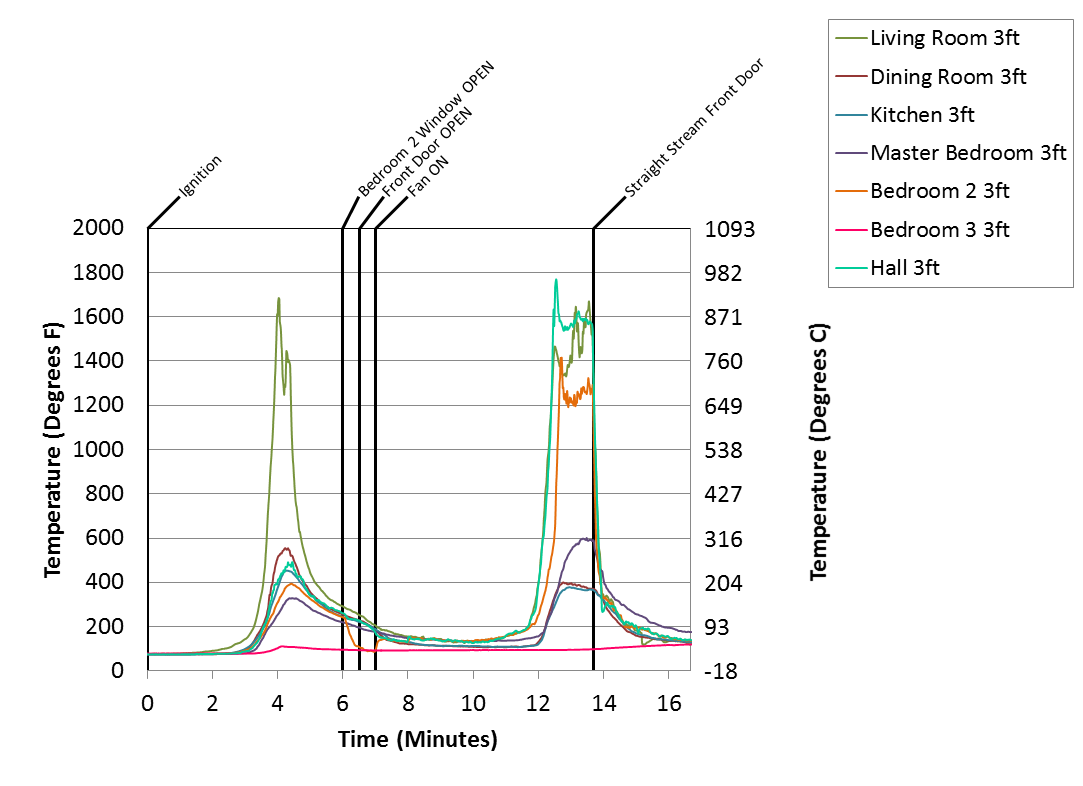 Living Room 3ft
Dining Room 3ft
Kitchen 3ft
Master Bedroom 3ft
Bedroom 2 3ft
Bedroom 3 3ft
Hall 3ft
Ignition
Bedroom 2 Window OPEN
Front Door OPEN
Fan ON
Straight Stream Front Door
Temperature (Degrees F)
2000
1800
1600
1400
1200
1000
800
600
400
200
0
1093
982
871
760
649
538
427
316
204
93
-18
Temperature (Degrees C)
0 2 4 6 8 10 12 14 16
Time (Minutes)